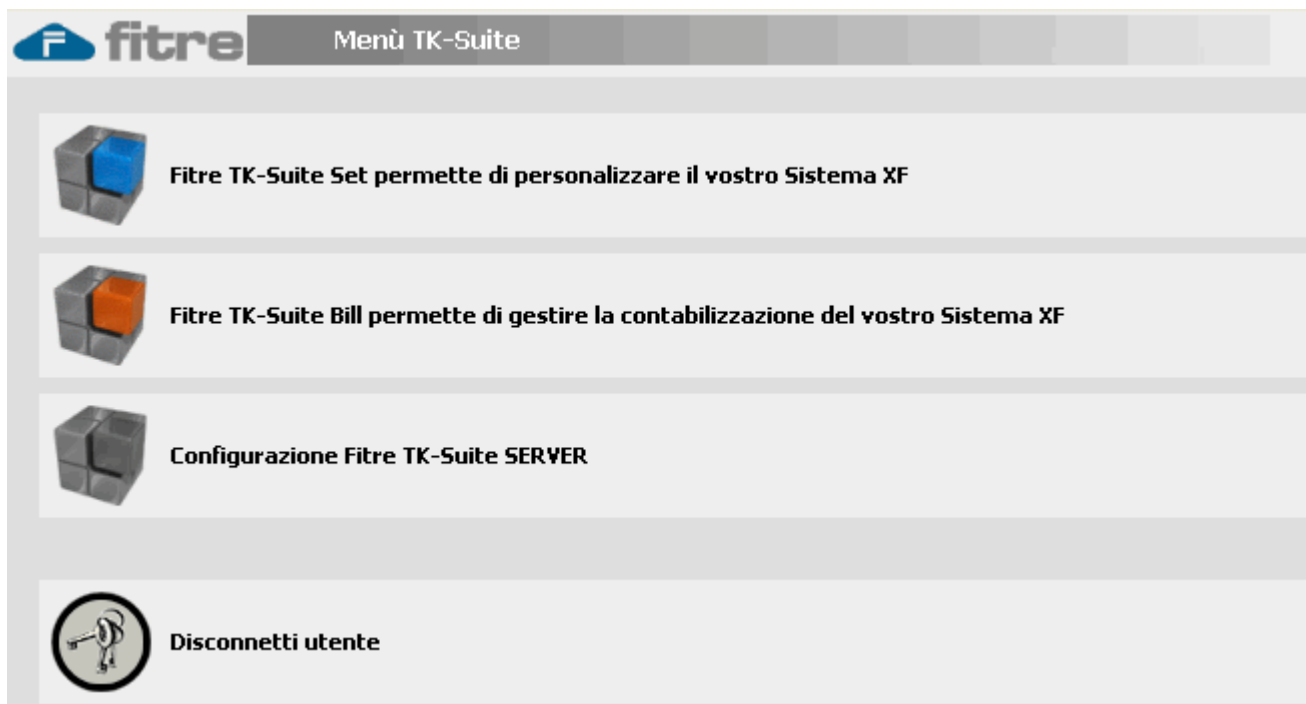 fitre
Menù TK-Suite
Fitre TK-Suite Set permette di personalizzare il vostro Sistema XF
Fitre TK-Suite Bill permette di gestire la contabilizzazione del vostro Sistema XF
Configurazione Fitre TK-Suite SERVER
Disconnetti utente